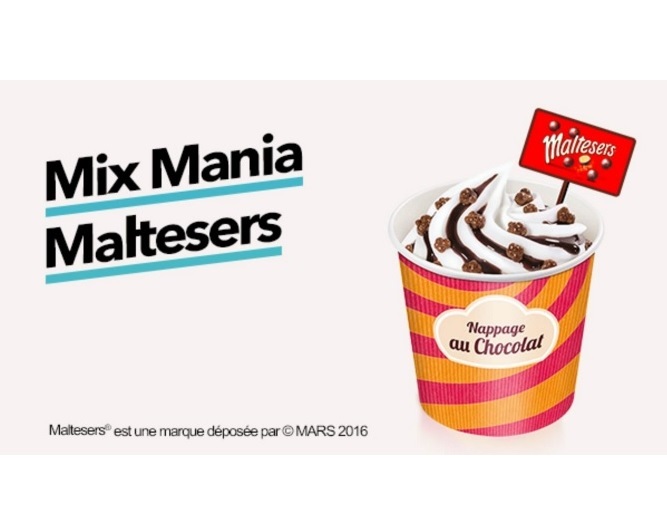 Mix Mania
Maltesers
Maltesers
Nappage
au Chocolat
Maltesers® est une marque déposée par © MARS 2016